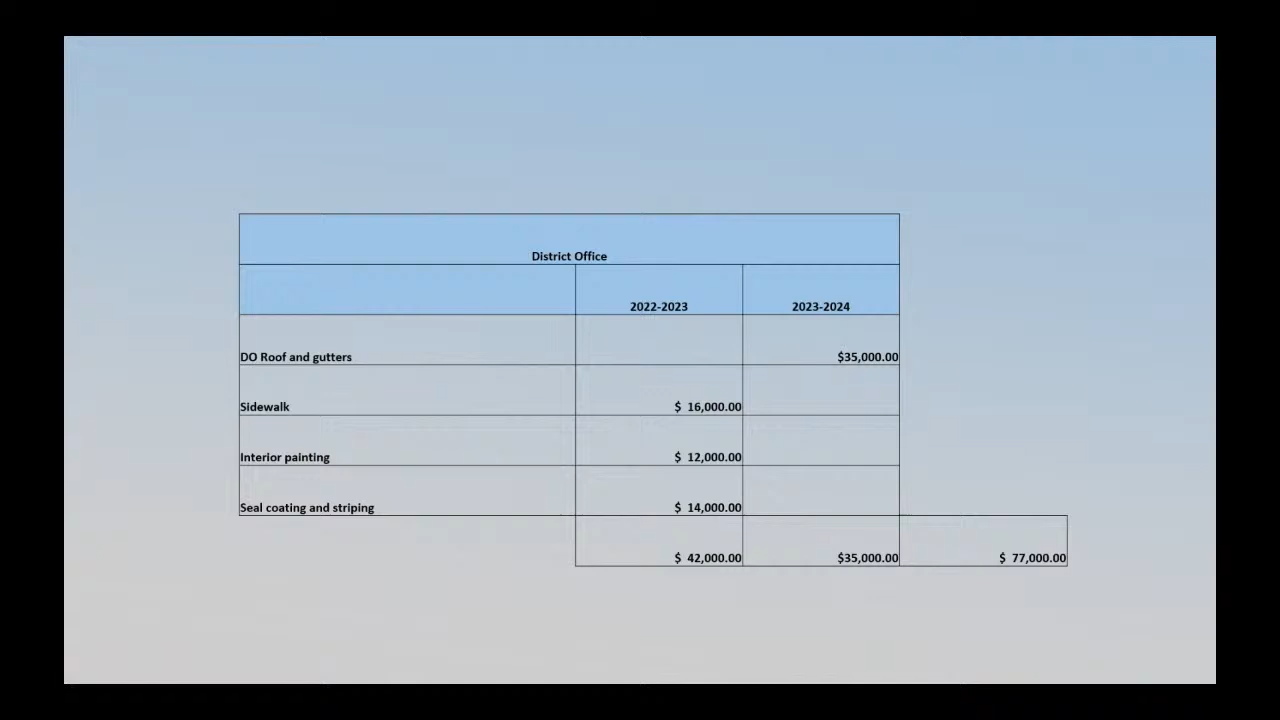 District Office
2022-2023 2023-2024
DO Roof and gutters $35,000.00
Sidewalk $ 16,000.00
Interior painting $ 12,000.00
Seal coating and striping $ 14,000.00
$ 42,000.00 $35,000.00 $ 77,000.00